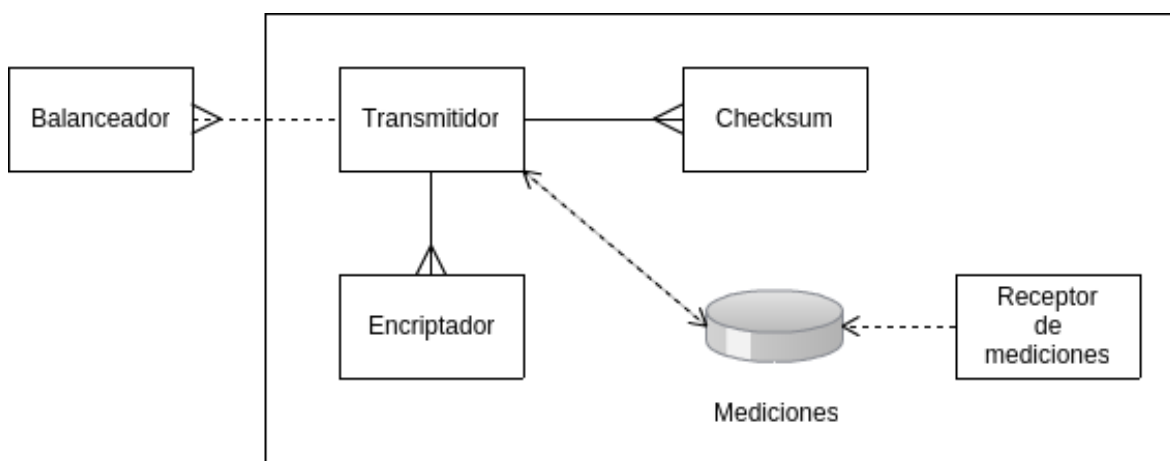 Balanceador
Transmitidor
Checksum
Encriptador
Receptor
de
mediciones
Mediciones